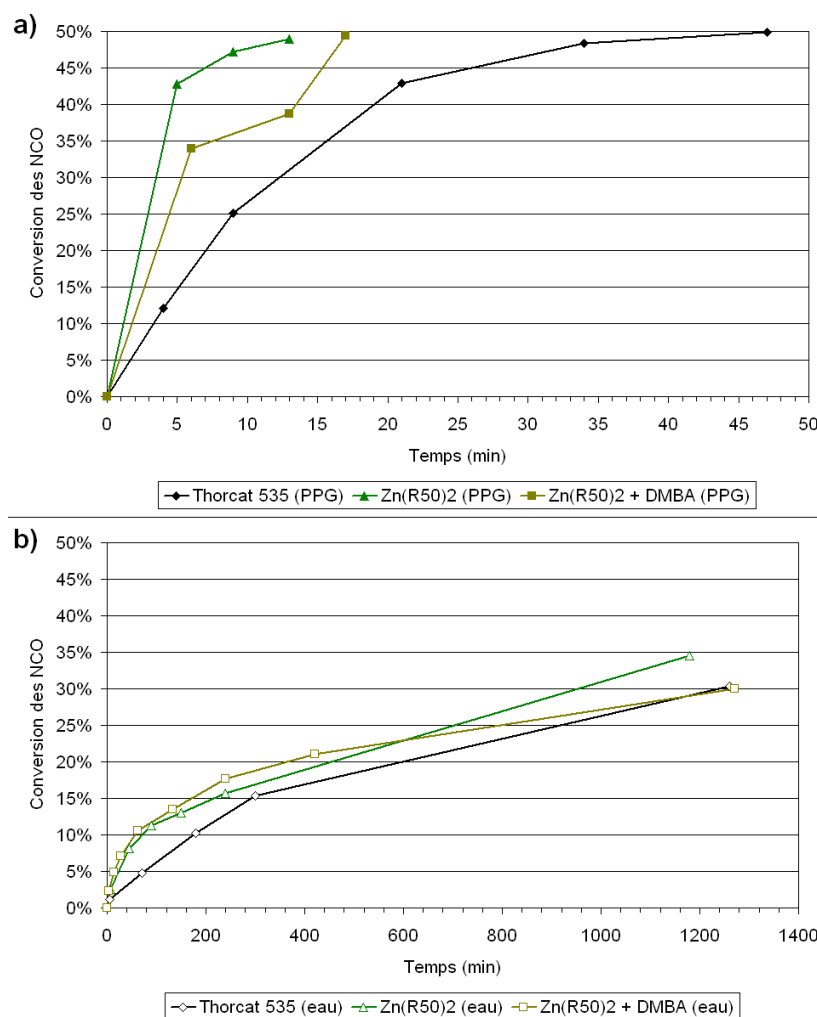 a)
50%
45%
40%
35%
30%
25%
20%
15%
10%
5%
0%
Conversion des NCO
0 5 10 15 20 25 30 35 40 45 50
Temps (min)
Thorcat 535 (PPG) Zn(R50)2 (PPG) Zn(R50)2 + DMBA (PPG)
b)
50%
45%
40%
35%
30%
25%
20%
15%
10%
5%
0%
Conversion des NCO
0 200 400 600 800 1000 1200 1400
Temps (min)
Thorcat 535 (eau) Zn(R50)2 (eau) Zn(R50)2 + DMBA (eau)